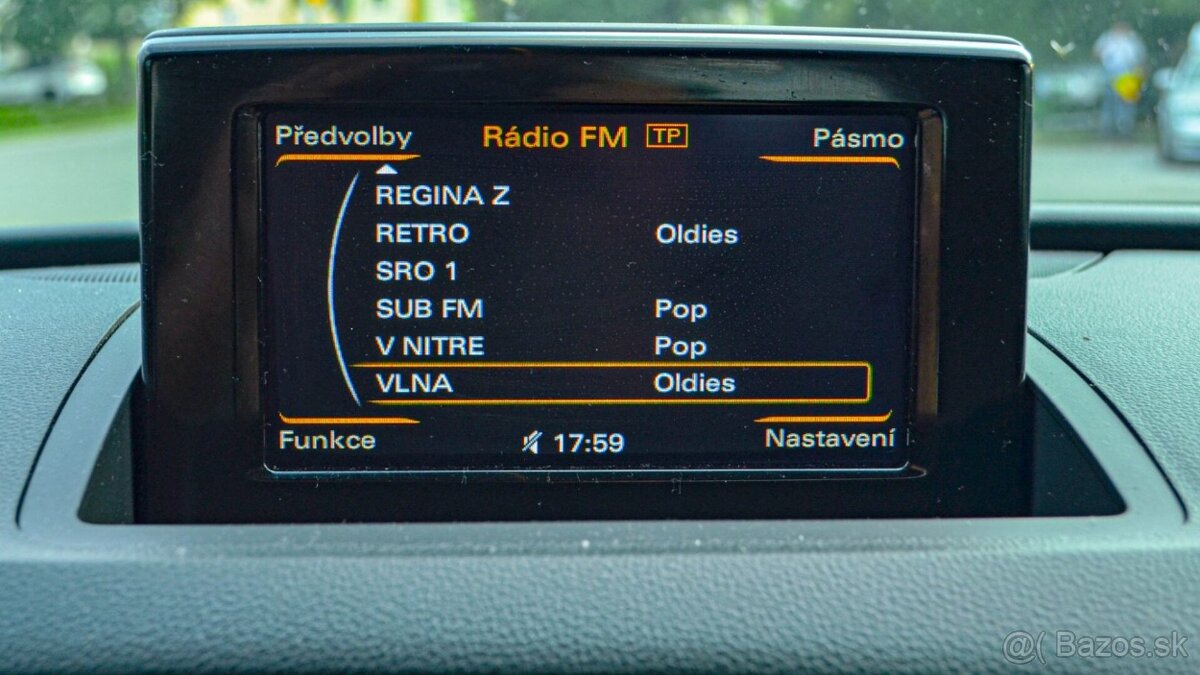 Předvolby Rádio FM TP Pásmo
REGINA Z
RETRO Oldies
SRO 1
SUB FM Pop
V NITRE Pop
VLNA Oldies
Funkce 17:59 Nastavení
@( Bazos.sk